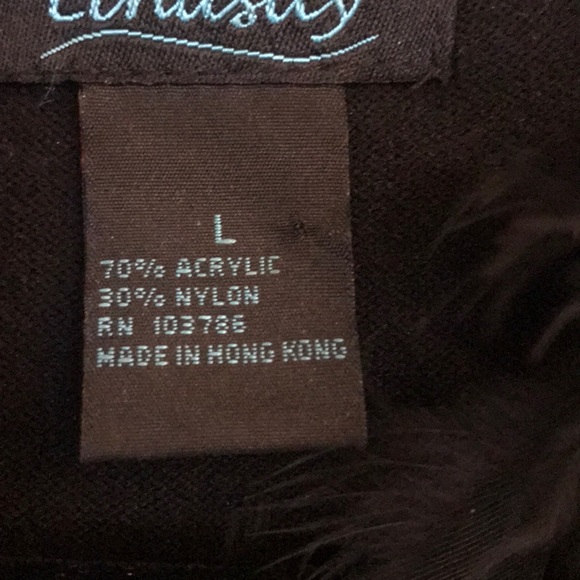 L
70% ACRYLIC
30% NYLON
RN 103786
MADE IN HONG KONG